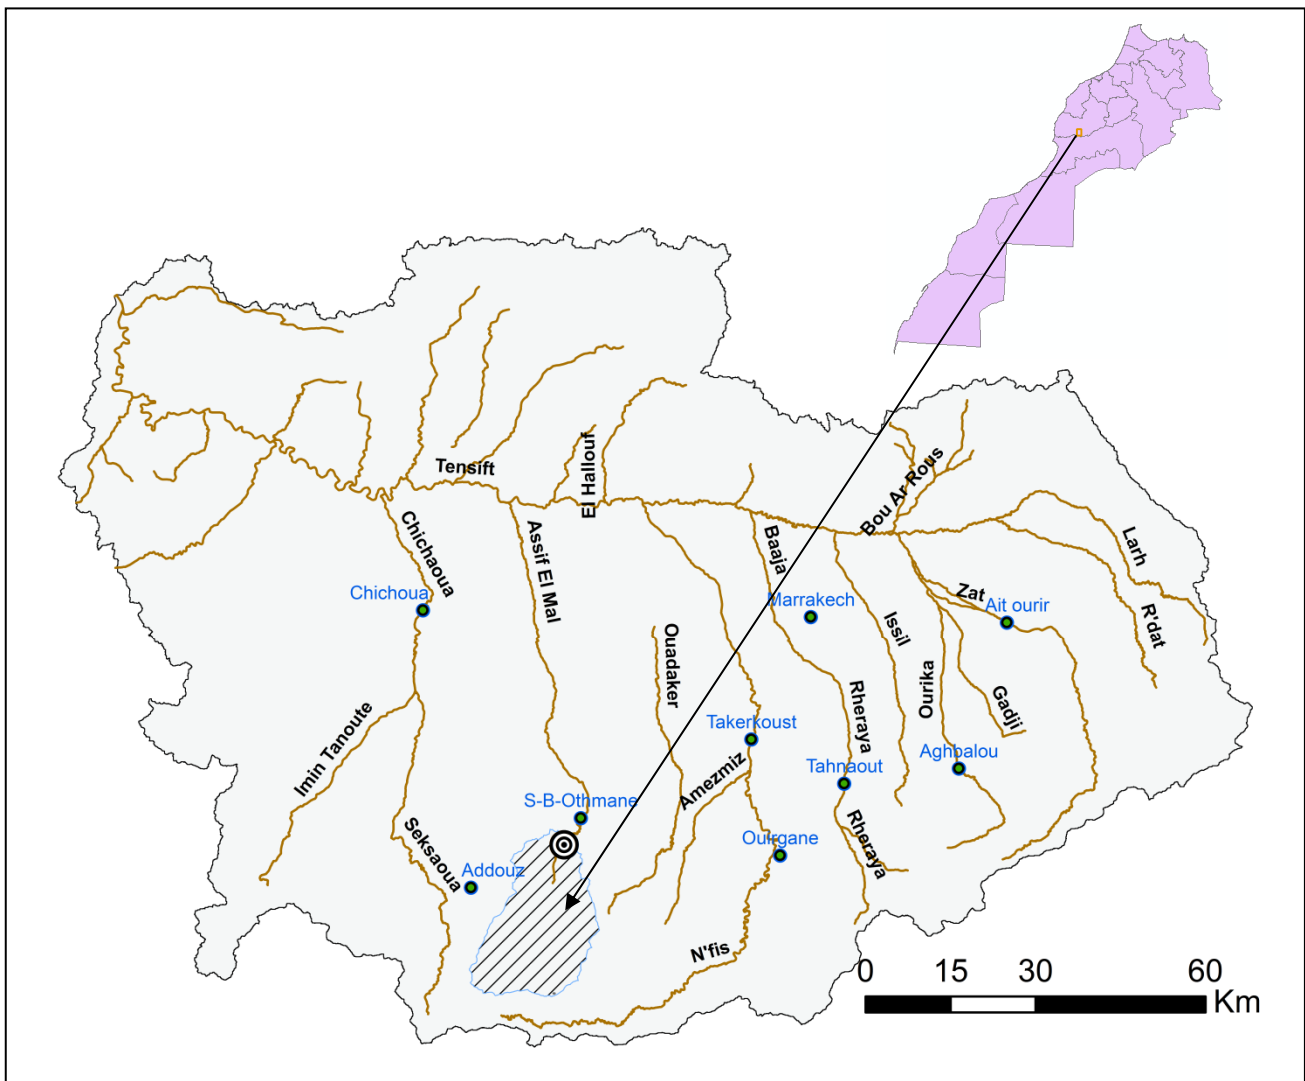 Tensift
El Hallouf
Bou Ar Rous
Chichaoua
Assif El Mal
Baaja
Larh
Chichoua
Marrakech
Zat
Ait ourir
Issil
R'dat
Ouadaker
Ourika
Gadji
Rheraya
Imin Tanoute
Takerkoust
Aghbalou
Tahnaout
Amezmiz
S-B-Othmane
Ouirgane
Rheraya
Seksaoua
Addouz
N'fis
0 15 30 60
Km